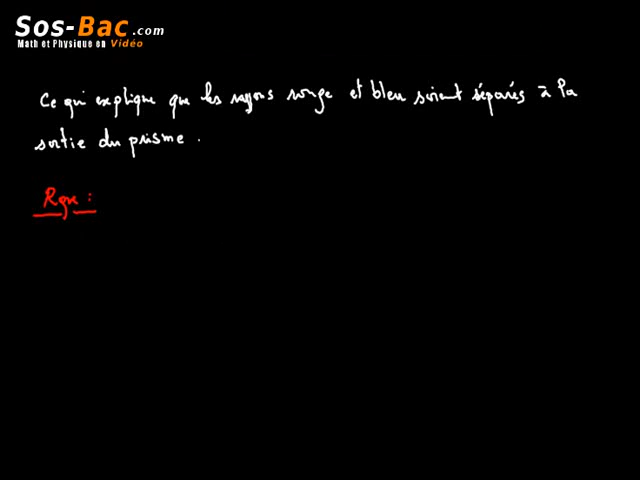 Sos-Bac.com
Math et Physique en Vidéo
Ce qui explique que les rayons rouge et bleu soient séparés à la
sortie du prisme.
Rque :